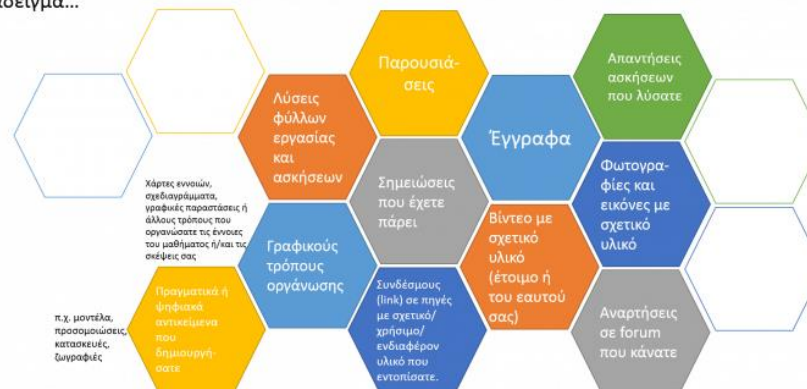 Παρουσιά-
σεις
Απαντήσεις
ασκήσεων
που λύσατε
Λύσεις
φύλλων
εργασίας
και
ασκήσεων
Έγγραφα
Σημειώσεις
που έχετε
πάρει
Φωτογρα-
φίες και
εικόνες με
σχετικό
υλικό
Χάρτες εννοιών,
σχεδιαγράμματα,
γραφικές παραστάσεις ή
άλλους τρόπους που
οργανώσατε τις έννοιες
του μαθήματος ή/και τις
σκέψεις σας
Γραφικούς
τρόπους
οργάνωσης
Βίντεο με
σχετικό
υλικό
(έτοιμο ή
του εαυτού
σας)
Πραγματικά ή
ψηφιακά
αντικείμενα
που
δημιουργή-
σατε
π.χ. μοντέλα,
προσομοιώσεις,
κατασκευές,
ζωγραφιές
Συνδέσμους
(link) σε πηγές
με σχετικό/
χρήσιμο/
ενδιαφέρον
υλικό που
εντοπίσατε.
Αναρτήσεις
σε forum
που κάνατε